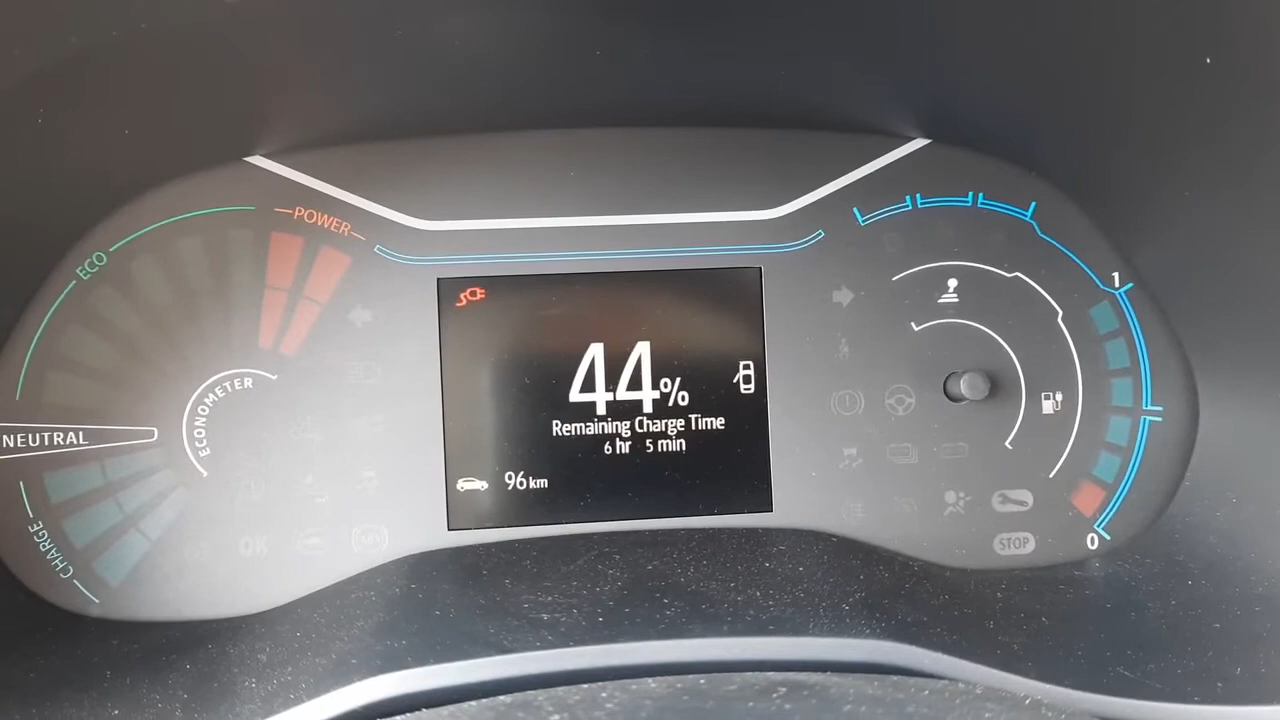 POWER
ECO
1
ECONOMETER
44%
Remaining Charge Time
6 hr 5 min
NEUTRAL
96 km
CHARGE
OK
STOP
0